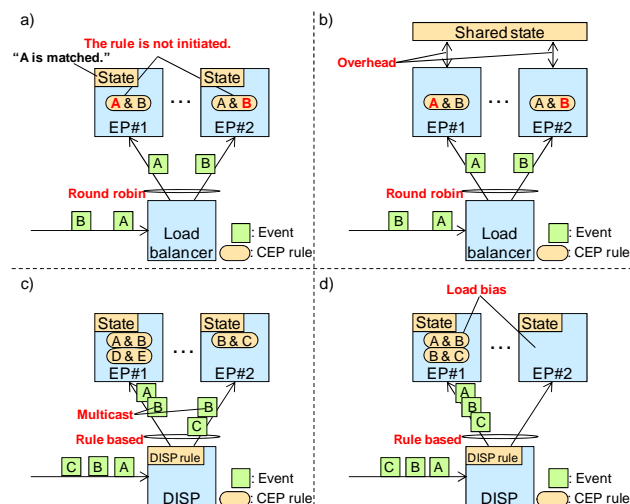 a)
The rule is not initiated.
“A is matched.”
State
State
A & B
...
A & B
EP#1
EP#2
A
B
Round robin
B
A
Load
balancer
: Event
: CEP rule
b)
Shared state
Overhead
A & B
...
A & B
EP#1
EP#2
A
B
Round robin
B
A
Load
balancer
: Event
: CEP rule
c)
State
State
A & B
B & C
D & E
...
EP#1
EP#2
A
B
B
Multicast
C
Rule based
DISP rule
C
B
A
DISP
: Event
: CEP rule
d)
Load bias
State
State
A & B
B & C
...
EP#1
EP#2
A
B
C
Rule based
DISP rule
C
B
A
DISP
: Event
: CEP rule